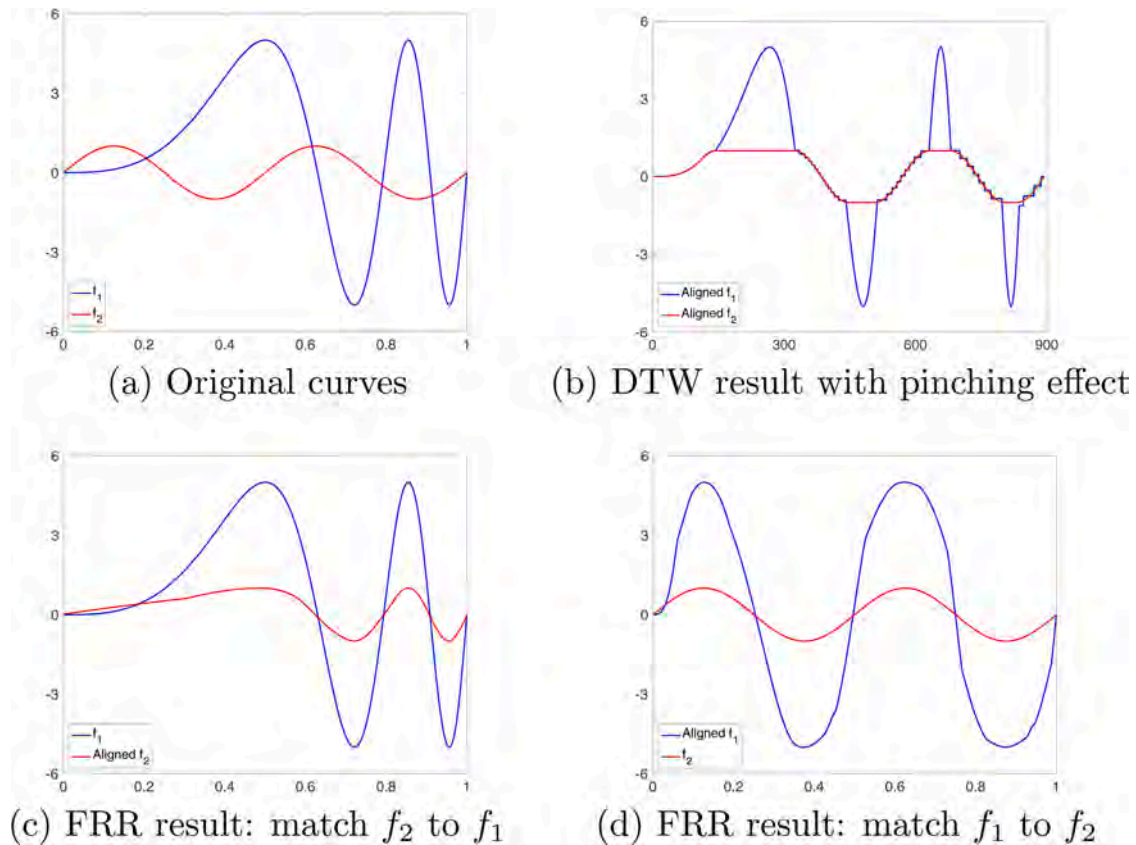 6
3
0
-3
-6
f1
f2
0 0.2 0.4 0.6 0.8 1
(a) Original curves
6
3
0
-3
-6
Aligned f1
Aligned f2
0 300 600 900
(b) DTW result with pinching effect
6
3
0
-3
-6
f1
Aligned f2
0 0.2 0.4 0.6 0.8 1
(c) FRR result: match f2 to f1
6
3
0
-3
-6
Aligned f1
f2
0 0.2 0.4 0.6 0.8 1
(d) FRR result: match f1 to f2